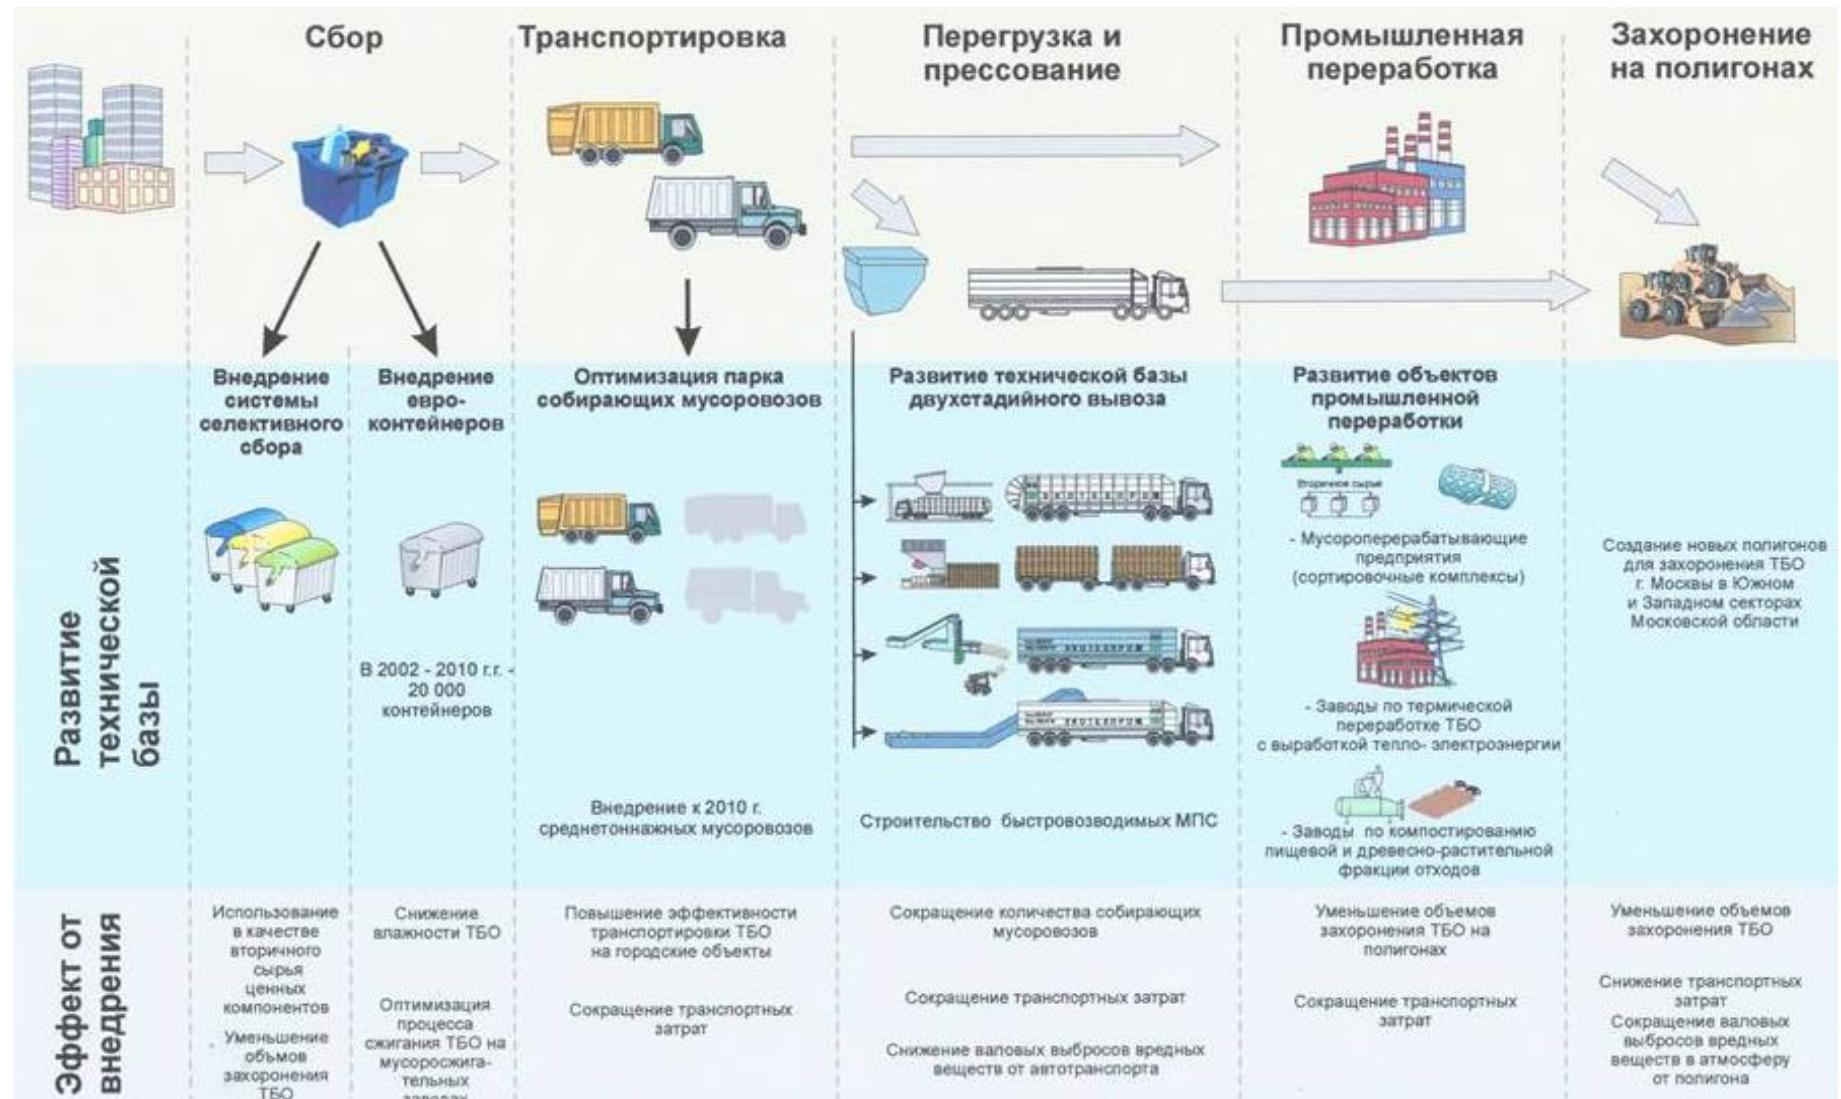 Сбор
Транспортировка
Перегрузка и
прессование
Промышленная
переработка
Захоронение
на полигонах
Развитие
технической
базы
Внедрение
системы
селективного
сбора
Внедрение
евро-
контейнеров
В 2002 - 2010 г.г. -
20 000
контейнеров
Оптимизация парка
собирающих мусоровозов
Внедрение к 2010 г.
среднетоннажных мусоровозов
Развитие технической базы
двухстадийного вывоза
ЭКОТЕХПРОМ
ЭКОТЕХПРОМ
ЭКОТЕХПРОМ
Строительство быстровозводимых МПС
Развитие объектов
промышленной
переработки
Вторичное сырье
- Мусороперерабатывающие
предприятия
(сортировочные комплексы)
- Заводы по термической
переработке ТБО
с выработкой тепло- электроэнергии
- Заводы по компостированию
пищевой и древесно-растительной
фракции отходов
Создание новых полигонов
для захоронения ТБО
г. Москвы в Южном
и Западном секторах
Московской области
Эффект от
внедрения
Использование
в качестве
вторичного
сырья
ценных
компонентов
Уменьшение
объмов
захоронения
ТБО
Снижение
влажности ТБО
Оптимизация
процесса
сжигания ТБО на
мусоросжига-
тельных
заводах
Повышение эффективности
транспортировки ТБО
на городские объекты
Сокращение транспортных
затрат
Сокращение количества собирающих
мусоровозов
Сокращение транспортных затрат
Снижение валовых выбросов вредных
веществ от автотранспорта
Уменьшение объемов
захоронения ТБО на
полигонах
Сокращение транспортных
затрат
Уменьшение объемов
захоронения ТБО
Снижение транспортных
затрат
Сокращение валовых
выбросов вредных
веществ в атмосферу
от полигона